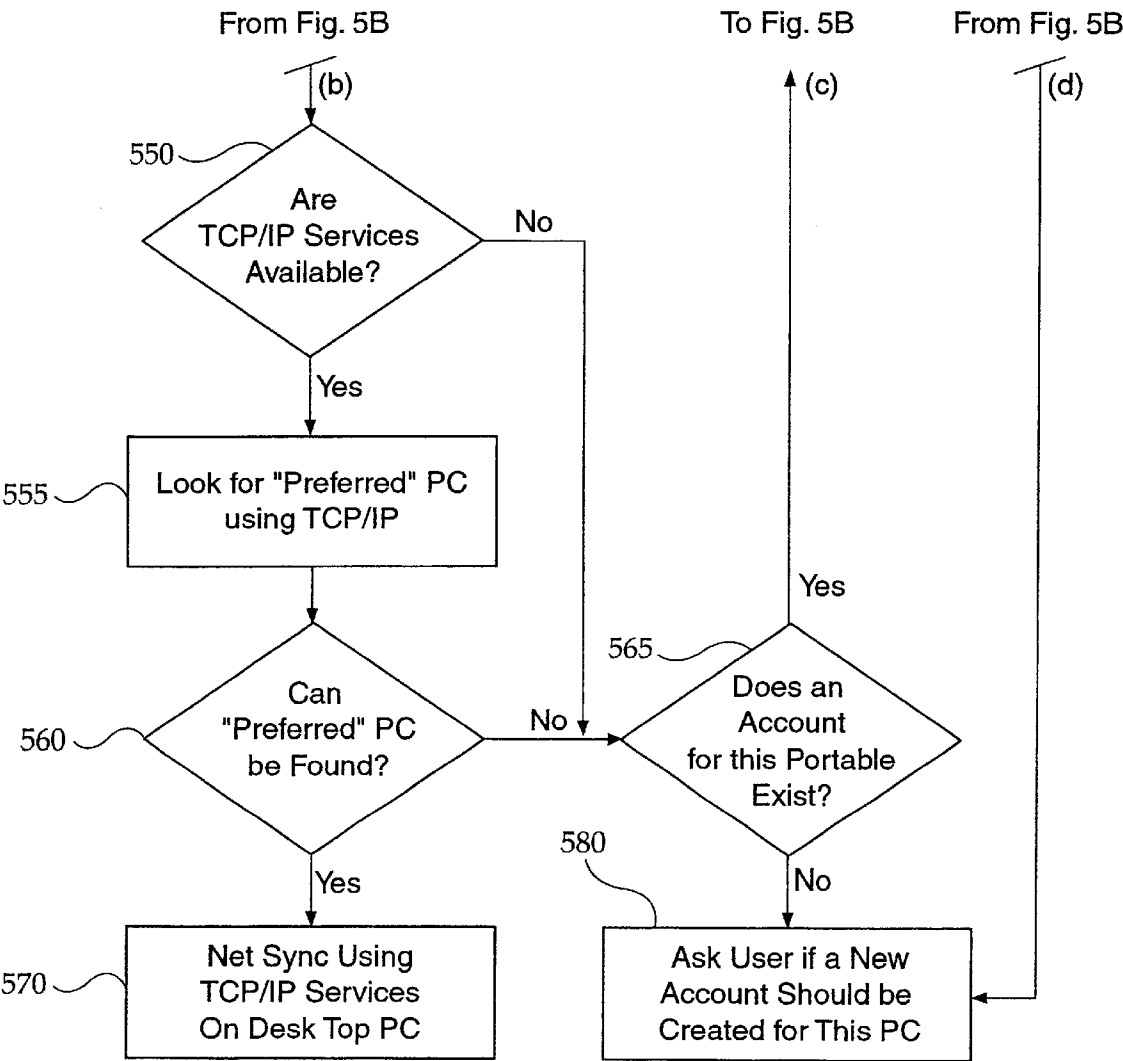 From Fig. 5B
To Fig. 5B
From Fig. 5B
(b)
(c)
(d)
550
Are
TCP/IP Services
Available?
No
Yes
555
Look for "Preferred" PC
using TCP/IP
Yes
560
Can
"Preferred" PC
be Found?
No
565
Does an
Account
for this Portable
Exist?
Yes
No
570
Net Sync Using
TCP/IP Services
On Desk Top PC
580
Ask User if a New
Account Should be
Created for This PC